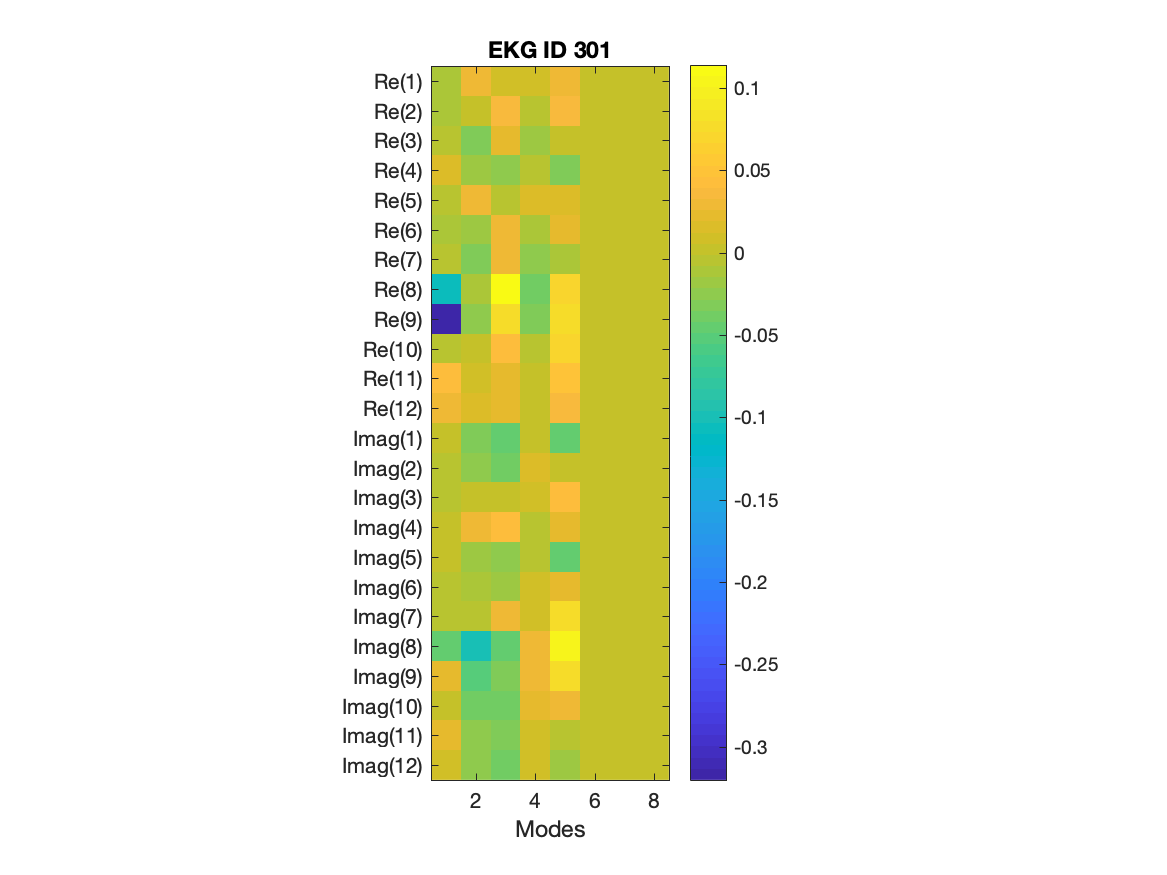 EKG ID 301
Re(1)
Re(2)
Re(3)
Re(4)
Re(5)
Re(6)
Re(7)
Re(8)
Re(9)
Re(10)
Re(11)
Re(12)
Imag(1)
Imag(2)
Imag(3)
Imag(4)
Imag(5)
Imag(6)
Imag(7)
Imag(8)
Imag(9)
Imag(10)
Imag(11)
Imag(12)
2 4 6 8
Modes
0.1
0.05
0
-0.05
-0.1
-0.15
-0.2
-0.25
-0.3